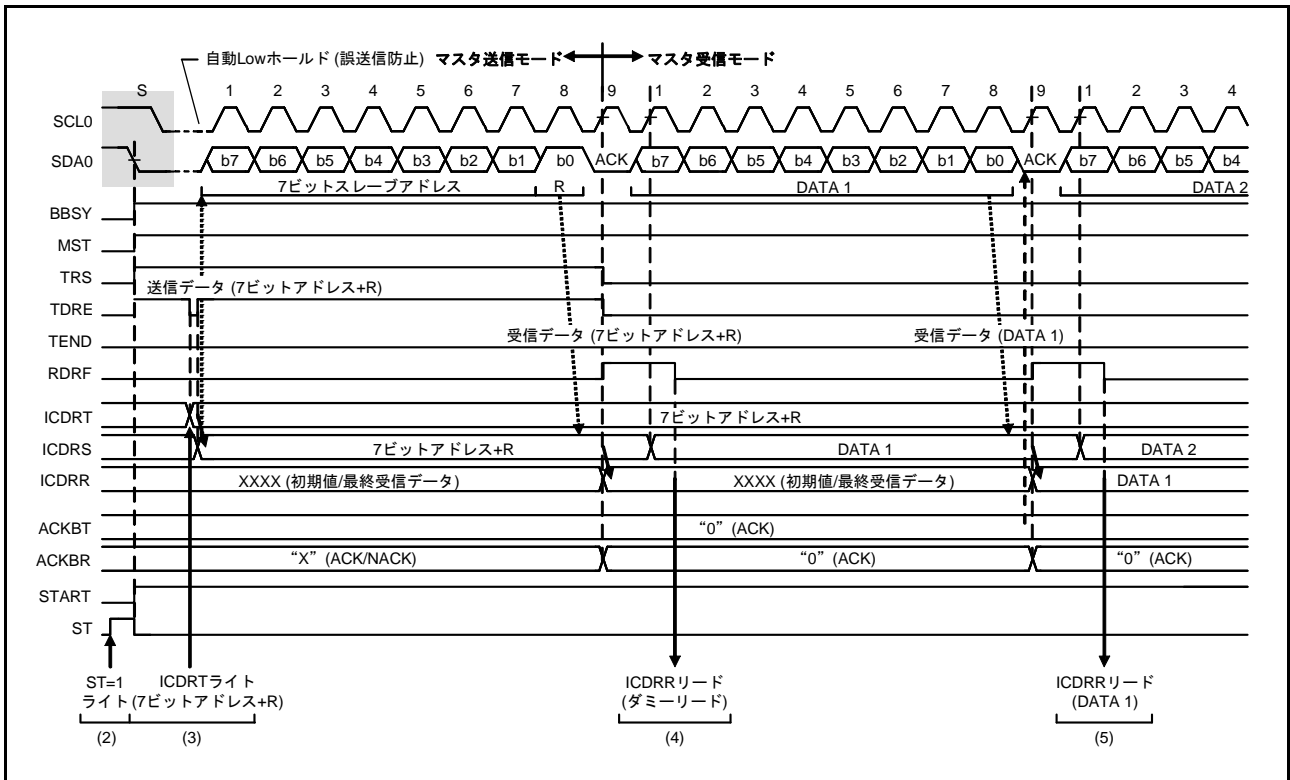 自動Lowホールド (誤送信防止) マスタ送信モード マスタ受信モード
S 1 2 3 4 5 6 7 8 9 1 2 3 4 5 6 7 8 9 1 2 3 4
SCL0
SDA0 b7 b6 b5 b4 b3 b2 b1 b0 ACK b7 b6 b5 b4 b3 b2 b1 b0 ACK b7 b6 b5 b4
7ビットスレーブアドレス R DATA 1 DATA 2
BBSY
MST
TRS
送信データ (7ビットアドレス+R)
TDRE
TEND 受信データ (7ビットアドレス+R) 受信データ (DATA 1)
RDRF
ICDRT 7ビットアドレス+R
ICDRS 7ビットアドレス+R DATA 1 DATA 2
ICDRR XXXX (初期値/最終受信データ) XXXX (初期値/最終受信データ) DATA 1
ACKBT “0” (ACK)
ACKBR “X” (ACK/NACK) “0” (ACK) “0” (ACK)
START
ST
ST=1 ICDRTライト ICDRRリード ICDRRリード
ライト (7ビットアドレス+R) (ダミーリード) (DATA 1)
(2) (3) (4) (5)